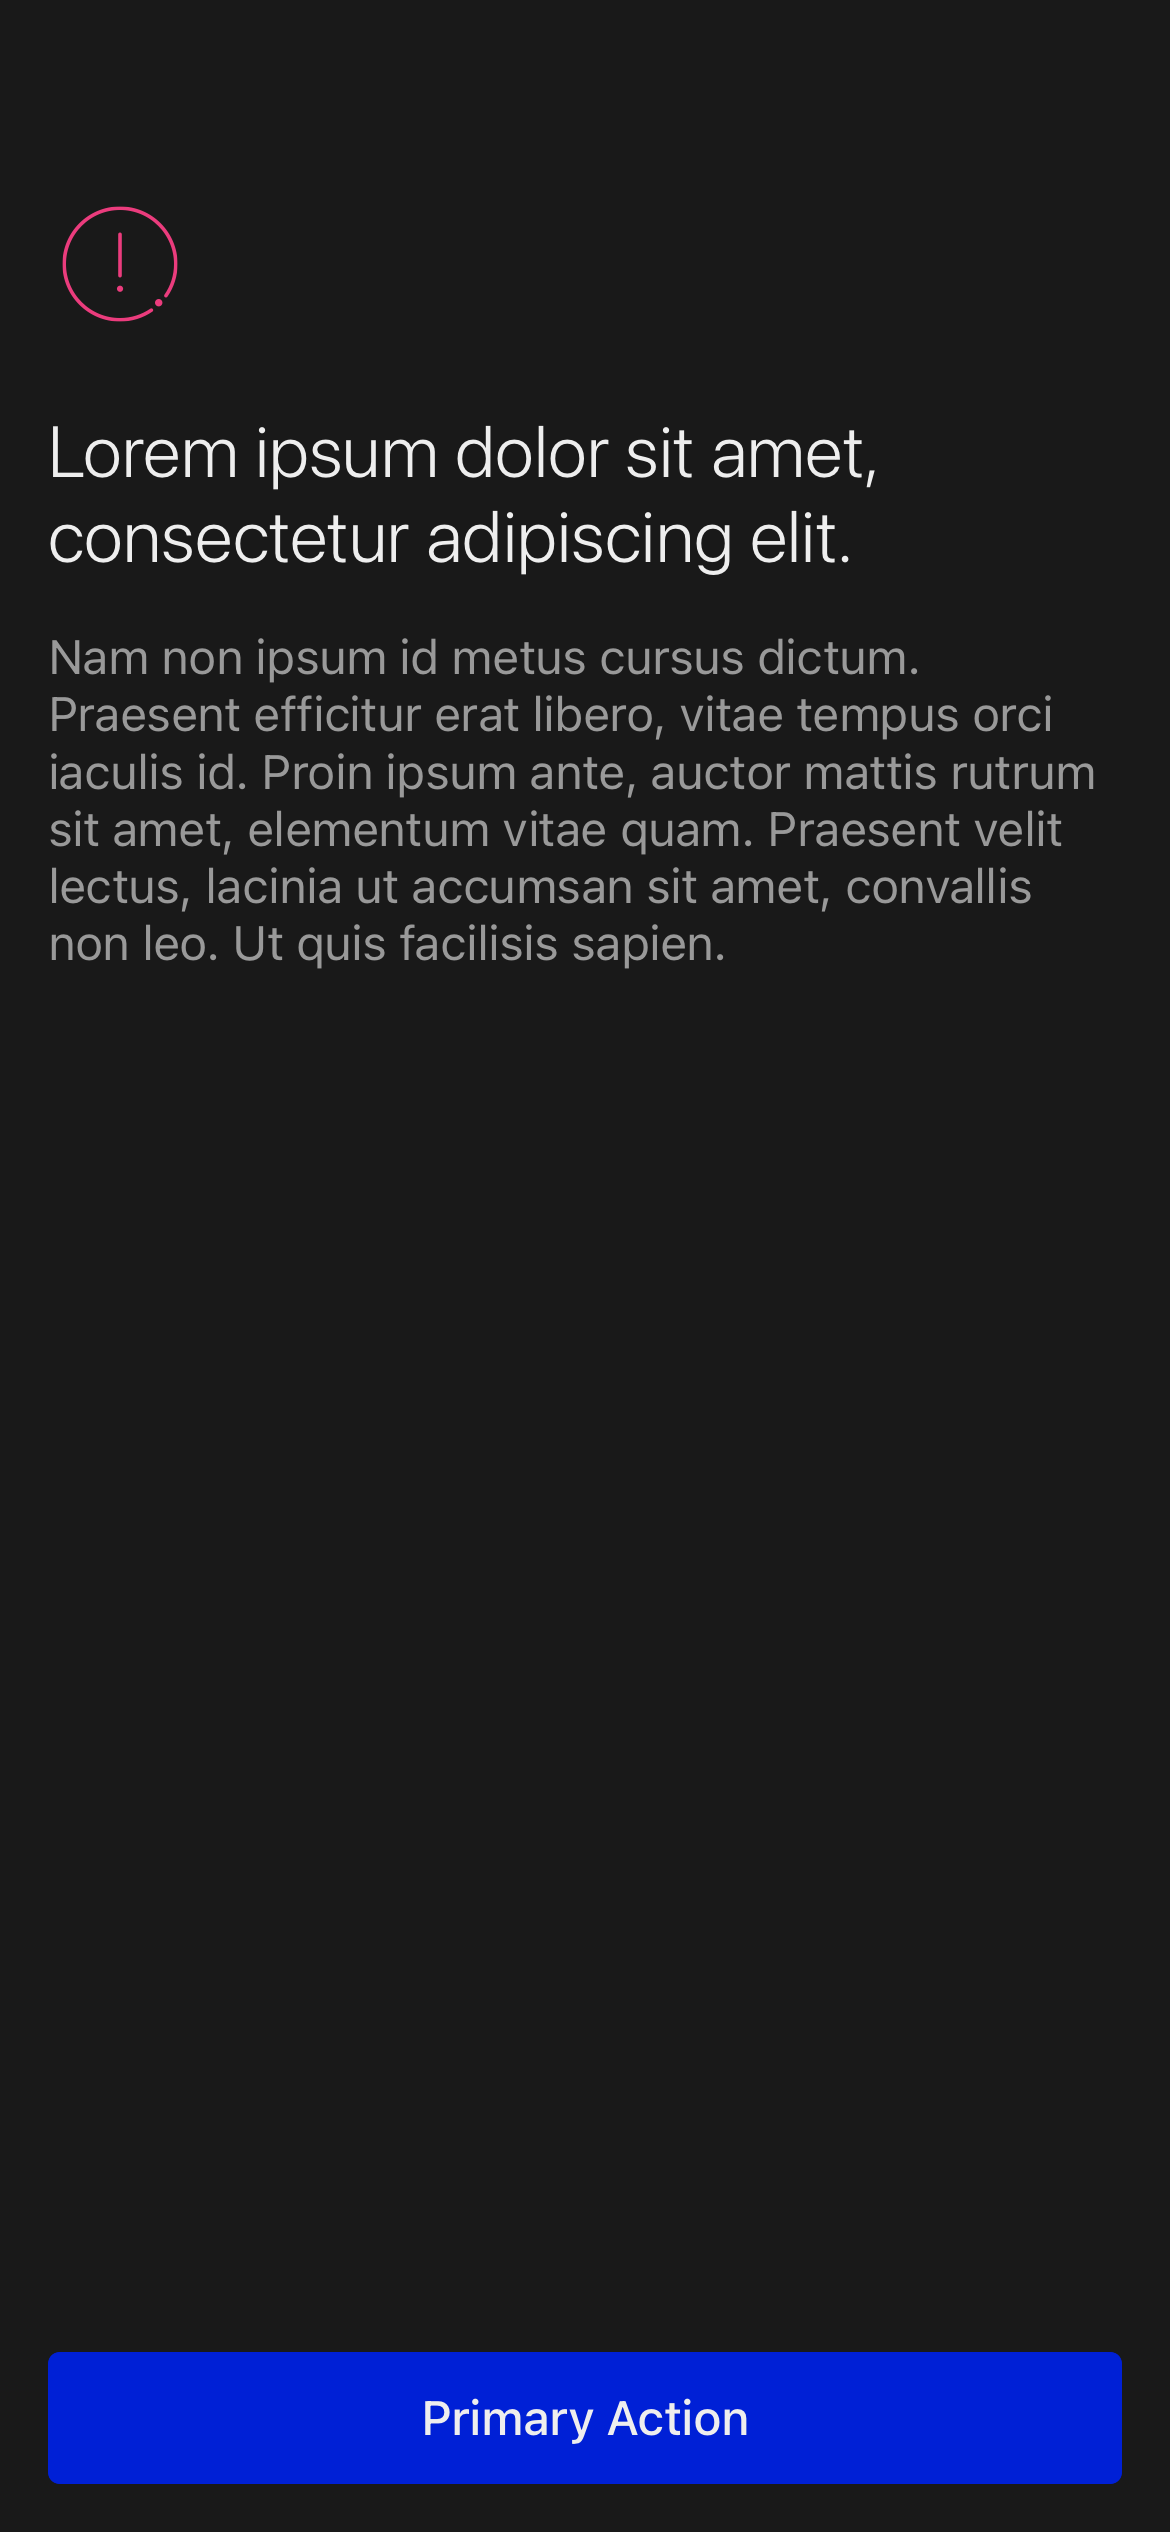 Lorem ipsum dolor sit amet,
consectetur adipiscing elit.
Nam non ipsum id metus cursus dictum.
Praesent efficitur erat libero, vitae tempus orci
iaculis id. Proin ipsum ante, auctor mattis rutrum
sit amet, elementum vitae quam. Praesent velit
lectus, lacinia ut accumsan sit amet, convallis
non leo. Ut quis facilisis sapien.
Primary Action